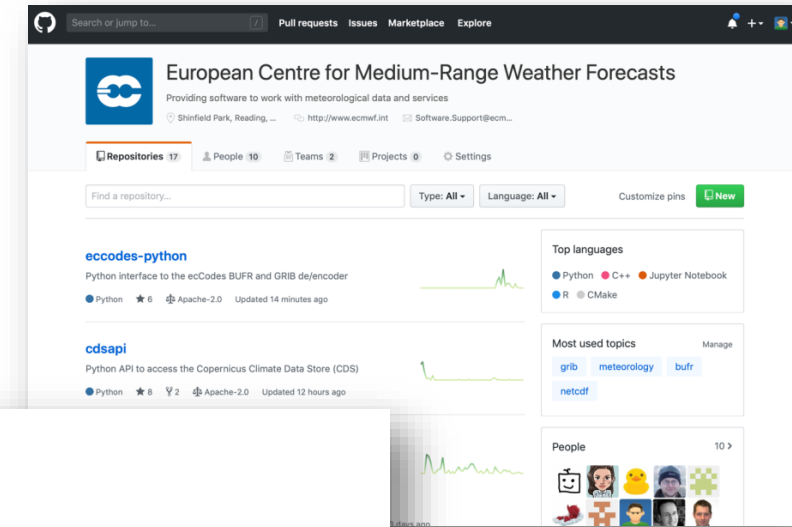 Search or jump to... / Pull requests Issues Marketplace Explore
European Centre for Medium-Range Weather Forecasts
Providing software to work with meteorological data and services
Shinfield Park, Reading, ... http://www.ecmwf.int Software.Support@ecm...
Repositories 17 People 10 Teams 2 Projects 0 Settings
Find a repository... Type: All Language: All Customize pins New
eccodes-python
Python interface to the ecCodes BUFR and GRIB de/encoder
Python 6 Apache-2.0 Updated 14 minutes ago
cdsapi
Python API to access the Copernicus Climate Data Store (CDS)
Python 8 2 Apache-2.0 Updated 12 hours ago
days ago
Top languages
Python C++ Jupyter Notebook
R CMake
Most used topics Manage
grib meteorology bufr
netcdf
People 10